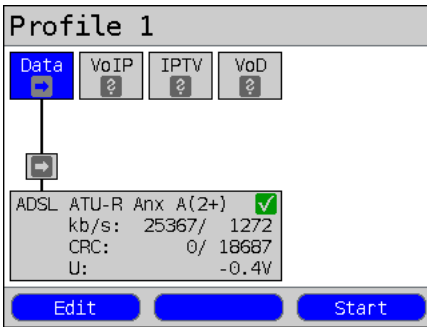 Profile 1
Data VoIP IPTV VoD
? ? ?
ADSL ATU-R Anx A(2+)
kb/s: 25367/ 1272
CRC: 0/ 18687
U: -0.4V
Edit Start